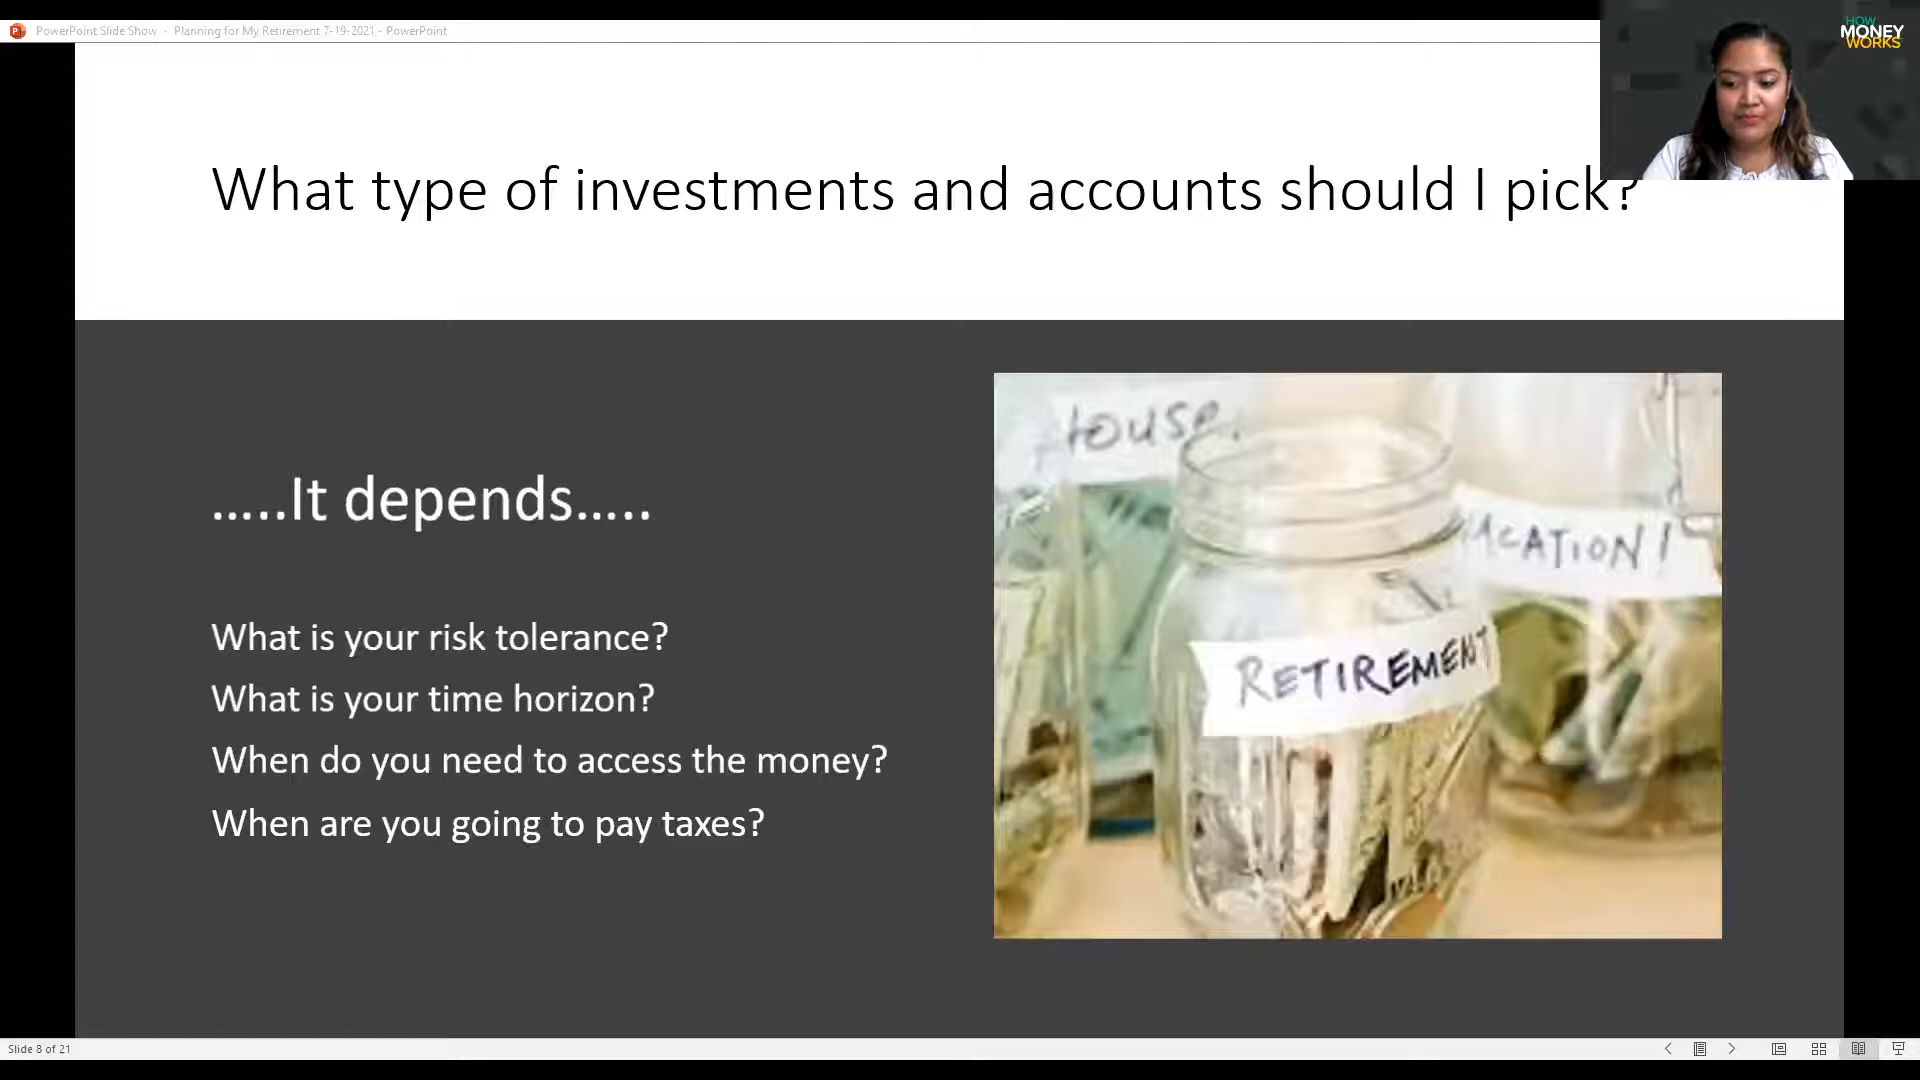 PowerPoint Slide Show - Planning for My Retirement 7-19-2021 - PowerPoint
HOW
MONEY
WORKS
What type of investments and accounts should I pick?
.....It depends.....
What is your risk tolerance?
What is your time horizon?
When do you need to access the money?
When are you going to pay taxes?
HOUSE.
VACATION!
RETIREMENT
Slide 8 of 21